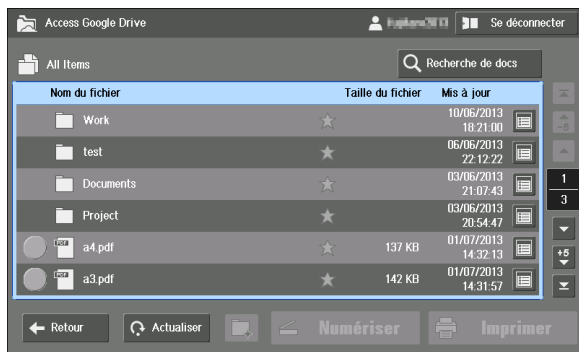 Access Google Drive
Se déconnecter
All Items
Recherche de docs
Nom du fichier Taille du fichier Mis à jour
Work 10/06/2013 18:21:00
-5
test 06/06/2013 22:12:22
Documents 03/06/2013 21:07:43
1
Project 03/06/2013 20:54:47
3
PDF a4.pdf 137 KB 01/07/2013 14:32:13
+5
PDF a3.pdf 142 KB 01/07/2013 14:31:57
Retour
Actualiser
Numériser
Imprimer